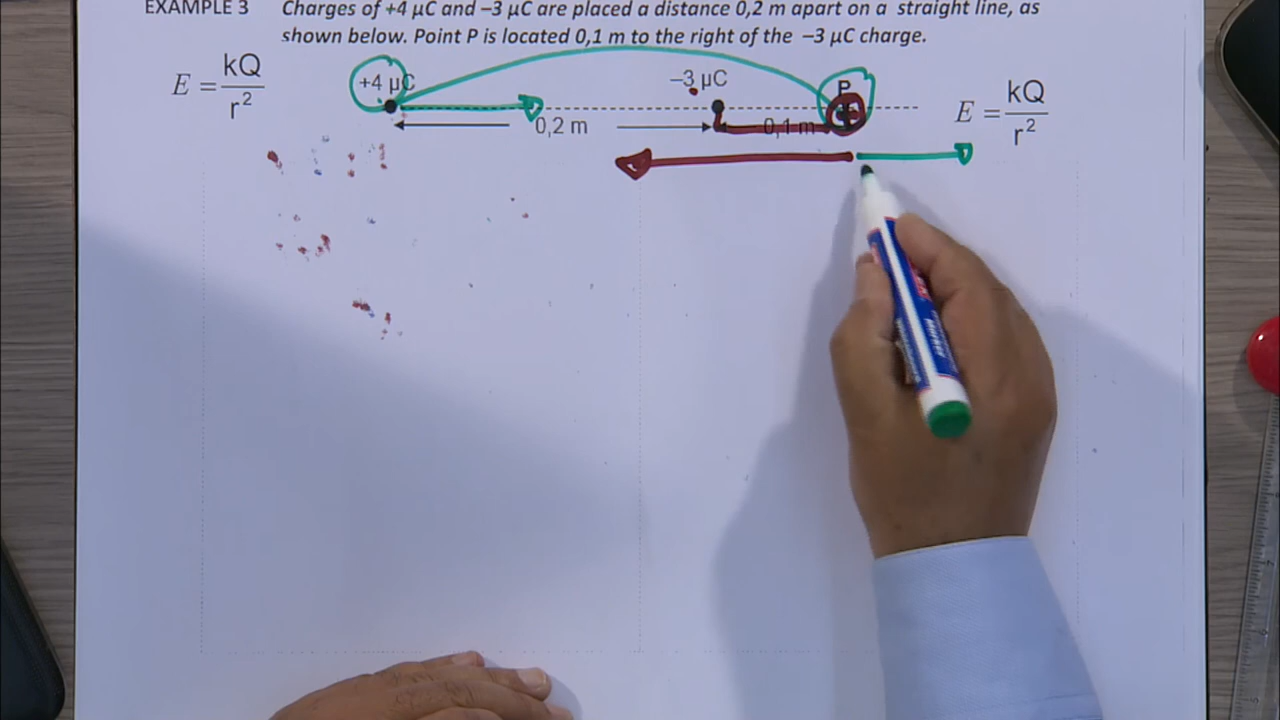 EXAMPLE 3 Charges of +4 µC and –3 µC are placed a distance 0,2 m apart on a straight line, as
shown below. Point P is located 0,1 m to the right of the –3 µC charge.
E = kQ/r²
+4 µC
–3 µC
P
E = kQ/r²
0,2 m
0,1 m